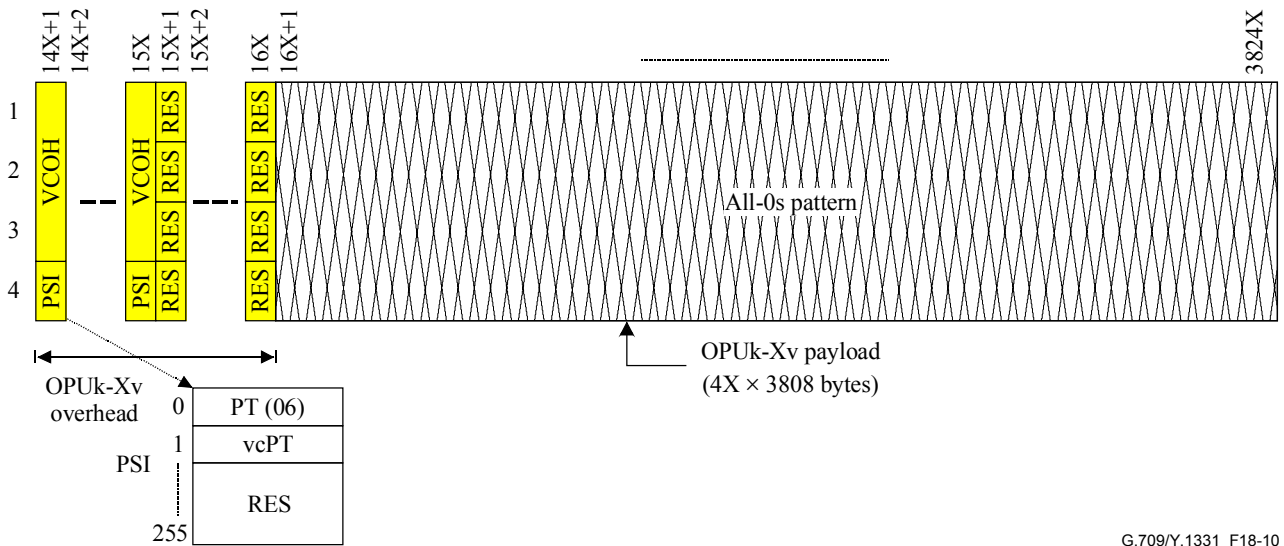 14X+1
14X+2
15X
15X+1
15X+2
16X
16X+1
3824X
1
2
3
4
VCOH
PSI
VCOH
PSI
RES
RES
RES
RES
RES
RES
RES
RES
All-0s pattern
OPUk-Xv payload
(4X × 3808 bytes)
OPUk-Xv
overhead
0
PT (06)
PSI
1
vcPT
RES
255
G.709/Y.1331_F18-10